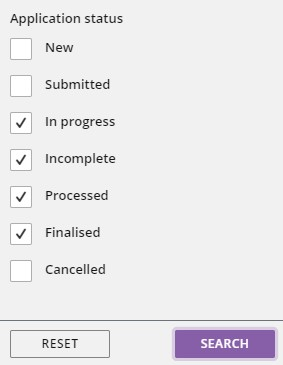 Application status
New
Submitted
In progress
Incomplete
Processed
Finalised
Cancelled
RESET SEARCH